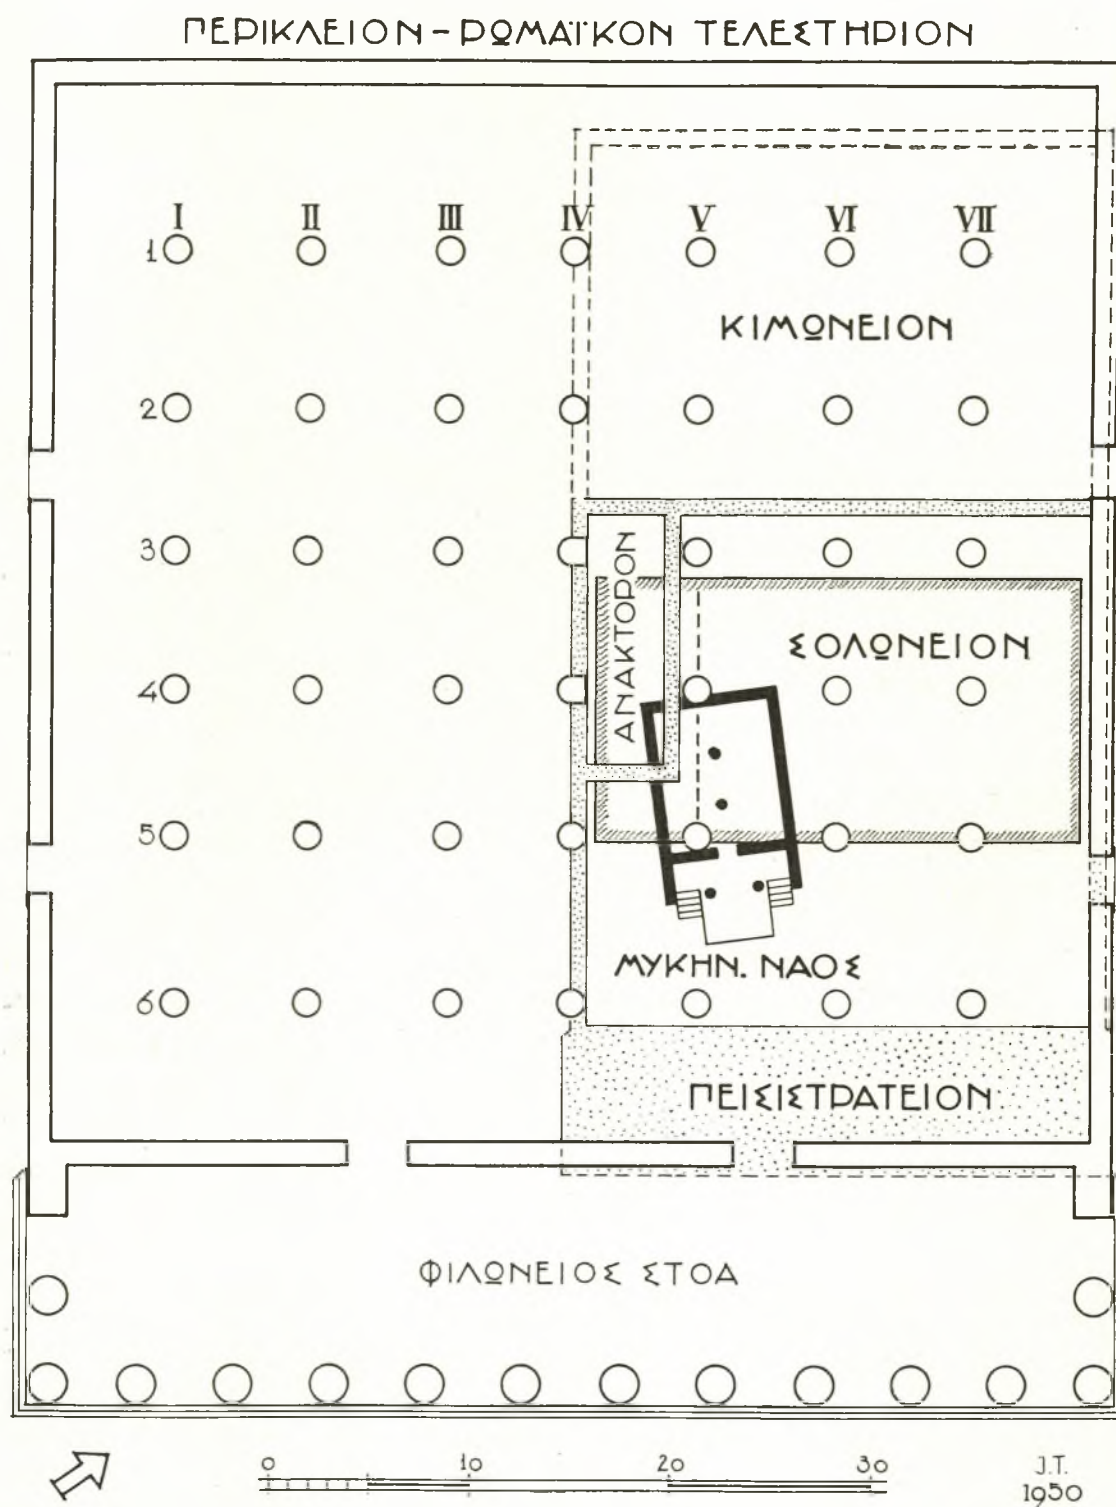 ΠΕΡΙΚΛΕΙΟΝ - ΡΩΜΑΪΚΟΝ ΤΕΛΕΣΤΗΡΙΟΝ
I II III IV V VI VII
1
ΚΙΜΩΝΕΙΟΝ
2
3
ΑΝΑΚΤΟΡΟΝ
ΣΟΛΩΝΕΙΟΝ
4
5
ΜΥΚΗΝ. ΝΑΟΣ
6
ΠΕΙΣΙΣΤΡΑΤΕΙΟΝ
ΦΙΛΩΝΕΙΟΣ ΣΤΟΑ
0 10 20 30
J.T.
1950